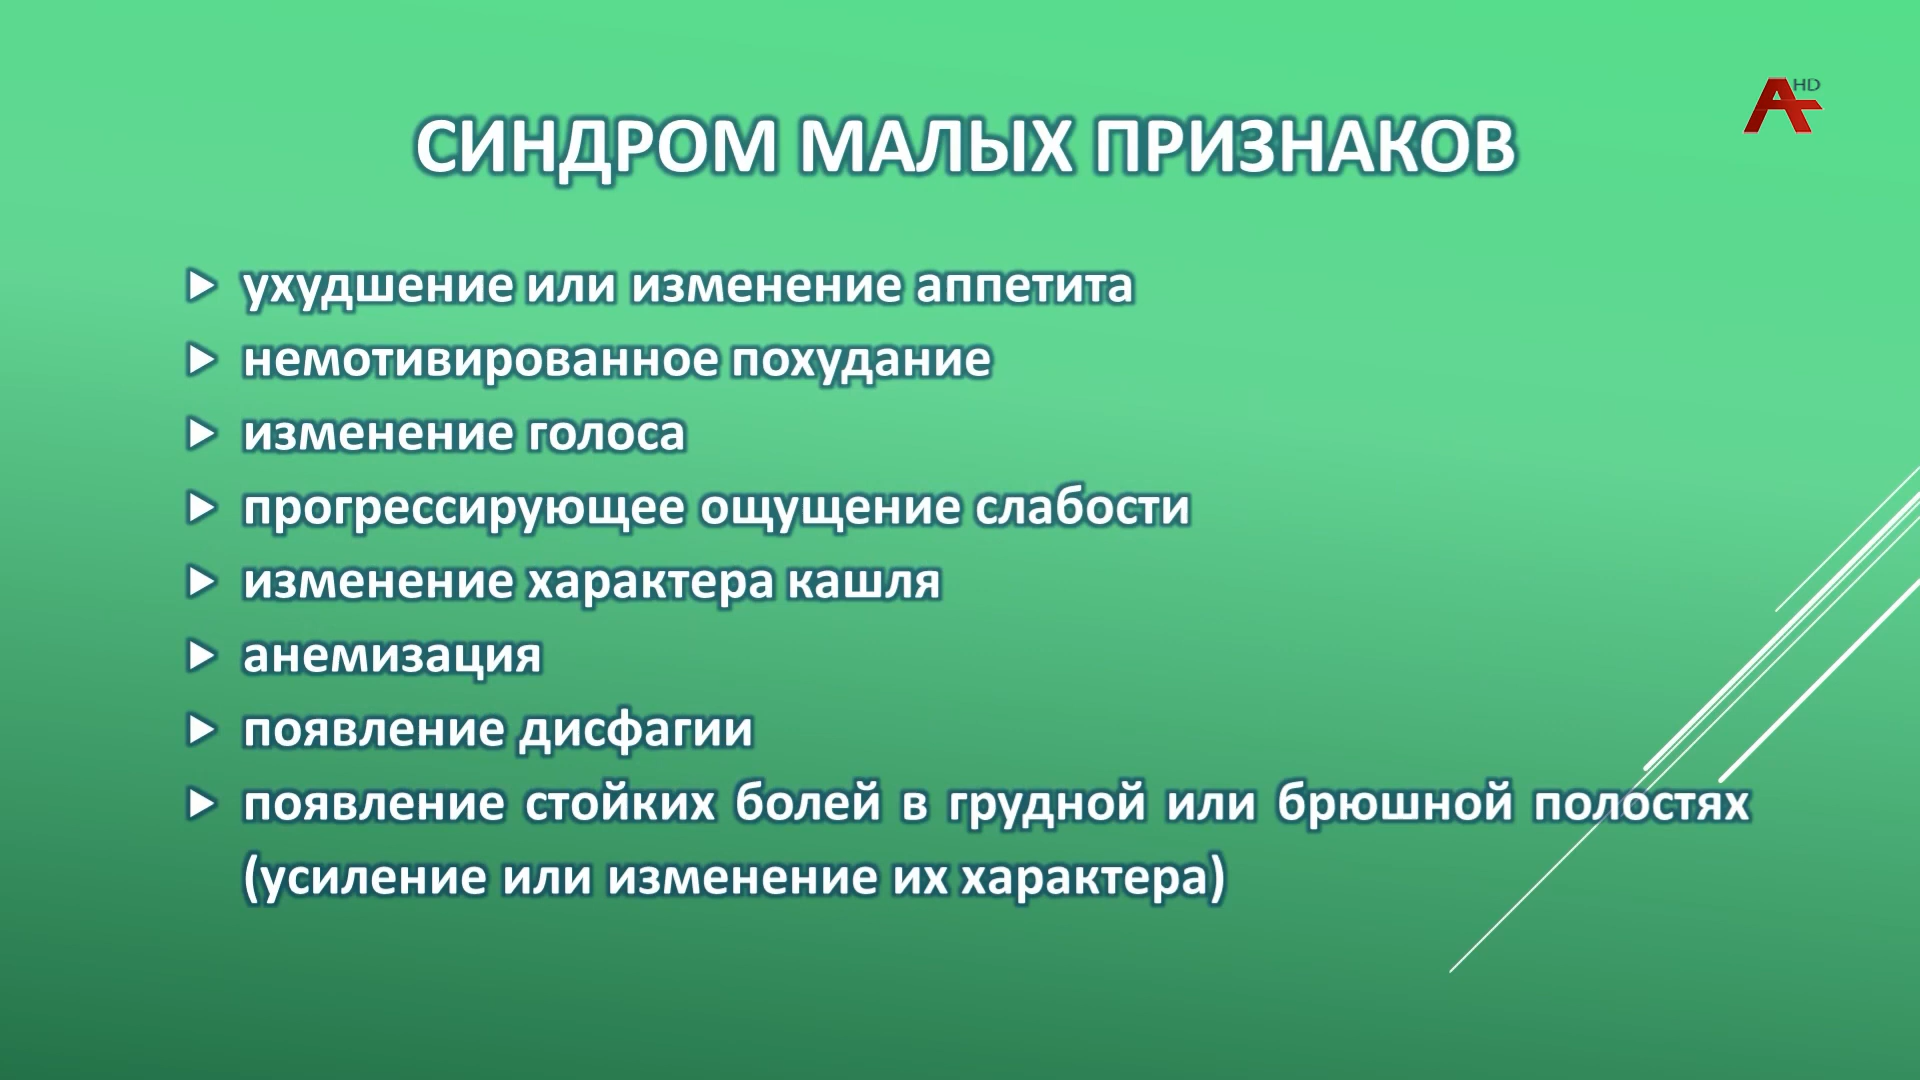 HD
СИНДРОМ МАЛЫХ ПРИЗНАКОВ
ухудшение или изменение аппетита
немотивированное похудание
изменение голоса
прогрессирующее ощущение слабости
изменение характера кашля
анемизация
появление дисфагии
появление стойких болей в грудной или брюшной полостях
(усиление или изменение их характера)